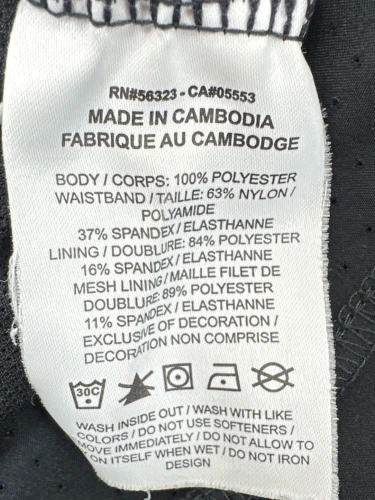 RN#56323 - CA#05553
MADE IN CAMBODIA
FABRIQUE AU CAMBODGE
BODY / CORPS: 100% POLYESTER
WAISTBAND / TAILLE: 63% NYLON /
POLYAMIDE
37% SPANDEX / ELASTHANNE
LINING / DOUBLURE: 84% POLYESTER
16% SPANDEX / ELASTHANNE
MESH LINING / MAILLE FILET DE
DOUBLURE: 89% POLYESTER
11% SPANDEX / ELASTHANNE
EXCLUSIVE OF DECORATION /
DECORATION NON COMPRISE
30C
WASH INSIDE OUT / WASH WITH LIKE
COLORS / DO NOT USE SOFTENERS /
MOVE IMMEDIATELY / DO NOT ALLOW TO
ON ITSELF WHEN WET / DO NOT IRON
DESIGN